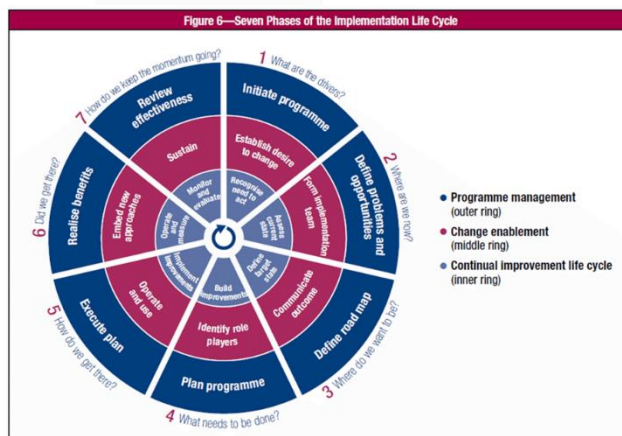 Figure 6—Seven Phases of the Implementation Life Cycle
1 What are the drivers?
Initiate programme
Establish desire
to change
Recognise
need to
act
2 Where are we now?
Define problems and
opportunities
Form implementation
team
Assess
current
state
3 Where do we want to be?
Define road map
Communicate
outcome
Define
target
state
4 What needs to be done?
Plan programme
Identify role
players
Build
improvements
5 How do we get there?
Execute plan
Operate
and use
Implement
improvements
6 Did we get there?
Realise benefits
Embed new
approaches
Operate
and
measure
7 How do we keep the momentum going?
Review
effectiveness
Sustain
Monitor
and
evaluate
• Programme management
(outer ring)
• Change enablement
(middle ring)
• Continual improvement life cycle
(inner ring)